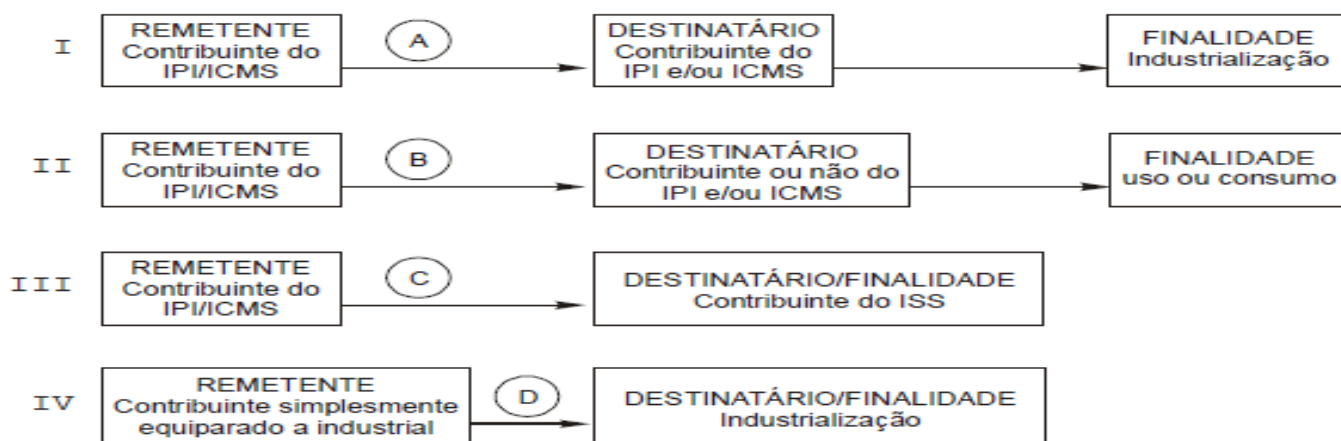 I
REMETENTE
Contribuinte do
IPI/ICMS
A
DESTINATÁRIO
Contribuinte do
IPI e/ou ICMS
FINALIDADE
Industrialização
II
REMETENTE
Contribuinte do
IPI/ICMS
B
DESTINATÁRIO
Contribuinte ou não do
IPI e/ou ICMS
FINALIDADE
uso ou consumo
III
REMETENTE
Contribuinte do
IPI/ICMS
C
DESTINATÁRIO/FINALIDADE
Contribuinte do ISS
IV
REMETENTE
Contribuinte simplesmente
equiparado a industrial
D
DESTINATÁRIO/FINALIDADE
Industrialização